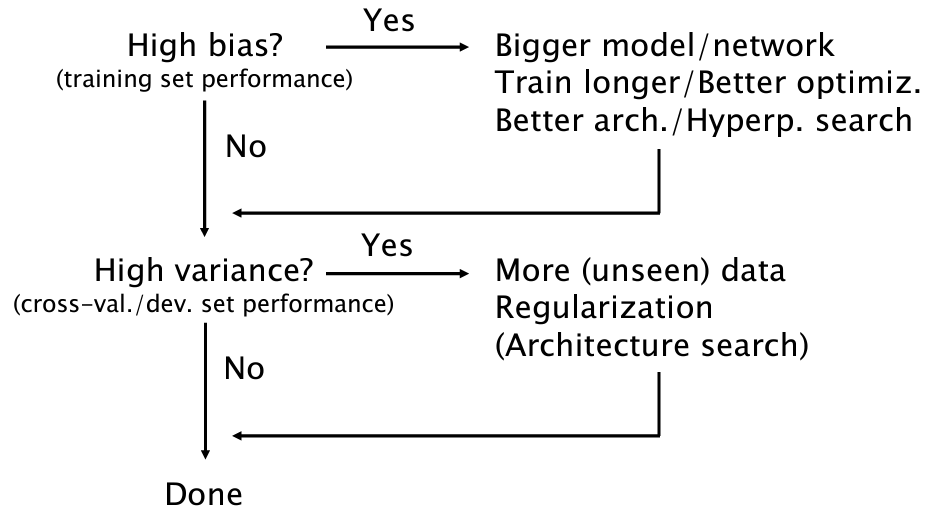 High bias?
(training set performance)
Yes
Bigger model/network
Train longer/Better optimiz.
Better arch./Hyperp. search
No
High variance?
(cross-val./dev. set performance)
Yes
More (unseen) data
Regularization
(Architecture search)
No
Done